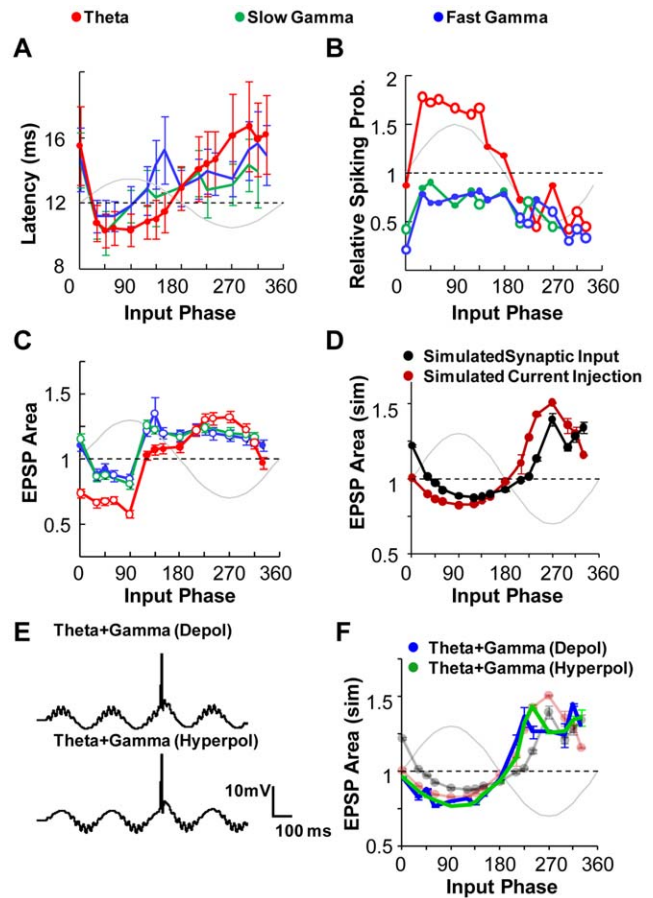 Theta Slow Gamma Fast Gamma
A
Latency (ms)
16
12
8
0 90 180 270 360
Input Phase
B
Relative Spiking Prob.
2
1.5
1
0.5
0 90 180 270 360
Input Phase
C
EPSP Area
1.5
1
0.5
0 90 180 270 360
Input Phase
D
SimulatedSynaptic Input
Simulated Current Injection
EPSP Area (sim)
1.5
1
0.5
0 90 180 270 360
Input Phase
E
Theta+Gamma (Depol)
Theta+Gamma (Hyperpol)
10mV
100 ms
F
Theta+Gamma (Depol)
Theta+Gamma (Hyperpol)
EPSP Area (sim)
1.5
1
0.5
0 90 180 270 360
Input Phase